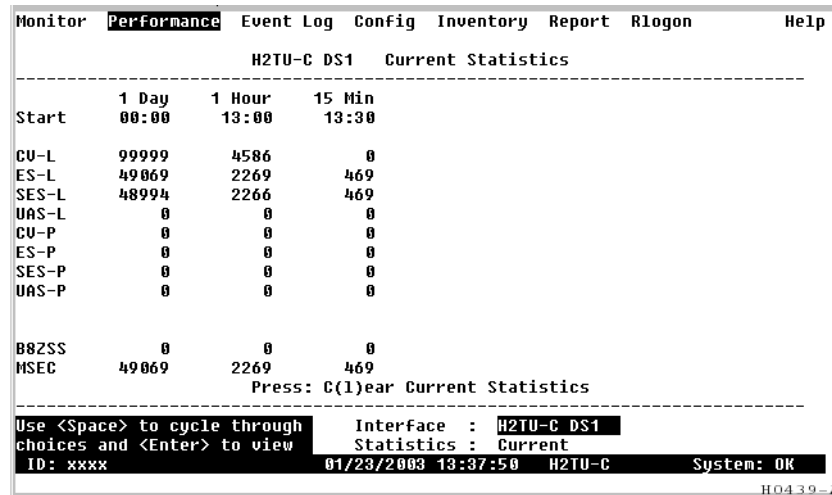 Monitor Performance Event Log Config Inventory Report Rlogon Help
H2TU-C DS1 Current Statistics
1 Day 1 Hour 15 Min
Start 00:00 13:00 13:30
CV-L 99999 4586 0
ES-L 49069 2269 469
SES-L 48994 2266 469
UAS-L 0 0 0
CV-P 0 0 0
ES-P 0 0 0
SES-P 0 0 0
UAS-P 0 0 0
B8ZSS 0 0 0
MSEC 49069 2269 469
Press: C(l)ear Current Statistics
Use <Space> to cycle through Interface : H2TU-C DS1
choices and <Enter> to view Statistics : Current
ID: xxxx 01/23/2003 13:37:50 H2TU-C System: OK